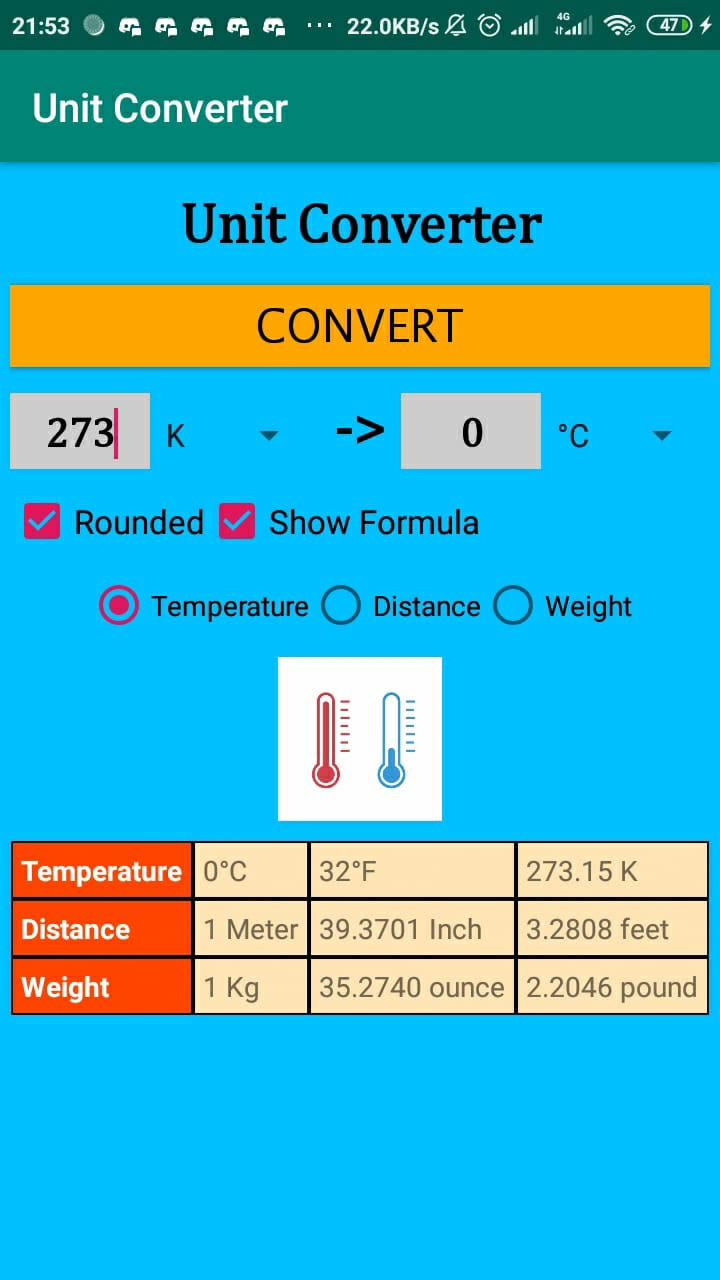 21:53 ... 22.0KB/s 4G 47
Unit Converter
Unit Converter
CONVERT
273 K -> 0 °C
Rounded Show Formula
Temperature Distance Weight
Temperature 0°C 32°F 273.15 K
Distance 1 Meter 39.3701 Inch 3.2808 feet
Weight 1 Kg 35.2740 ounce 2.2046 pound